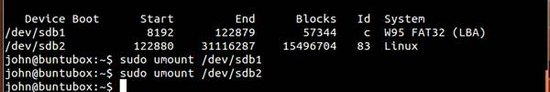 Device Boot Start End Blocks Id System
/dev/sdb1 8192 122879 57344 c W95 FAT32 (LBA)
/dev/sdb2 122880 31116287 15496704 83 Linux
john@buntubox:~$ sudo umount /dev/sdb1
john@buntubox:~$ sudo umount /dev/sdb2
john@buntubox:~$